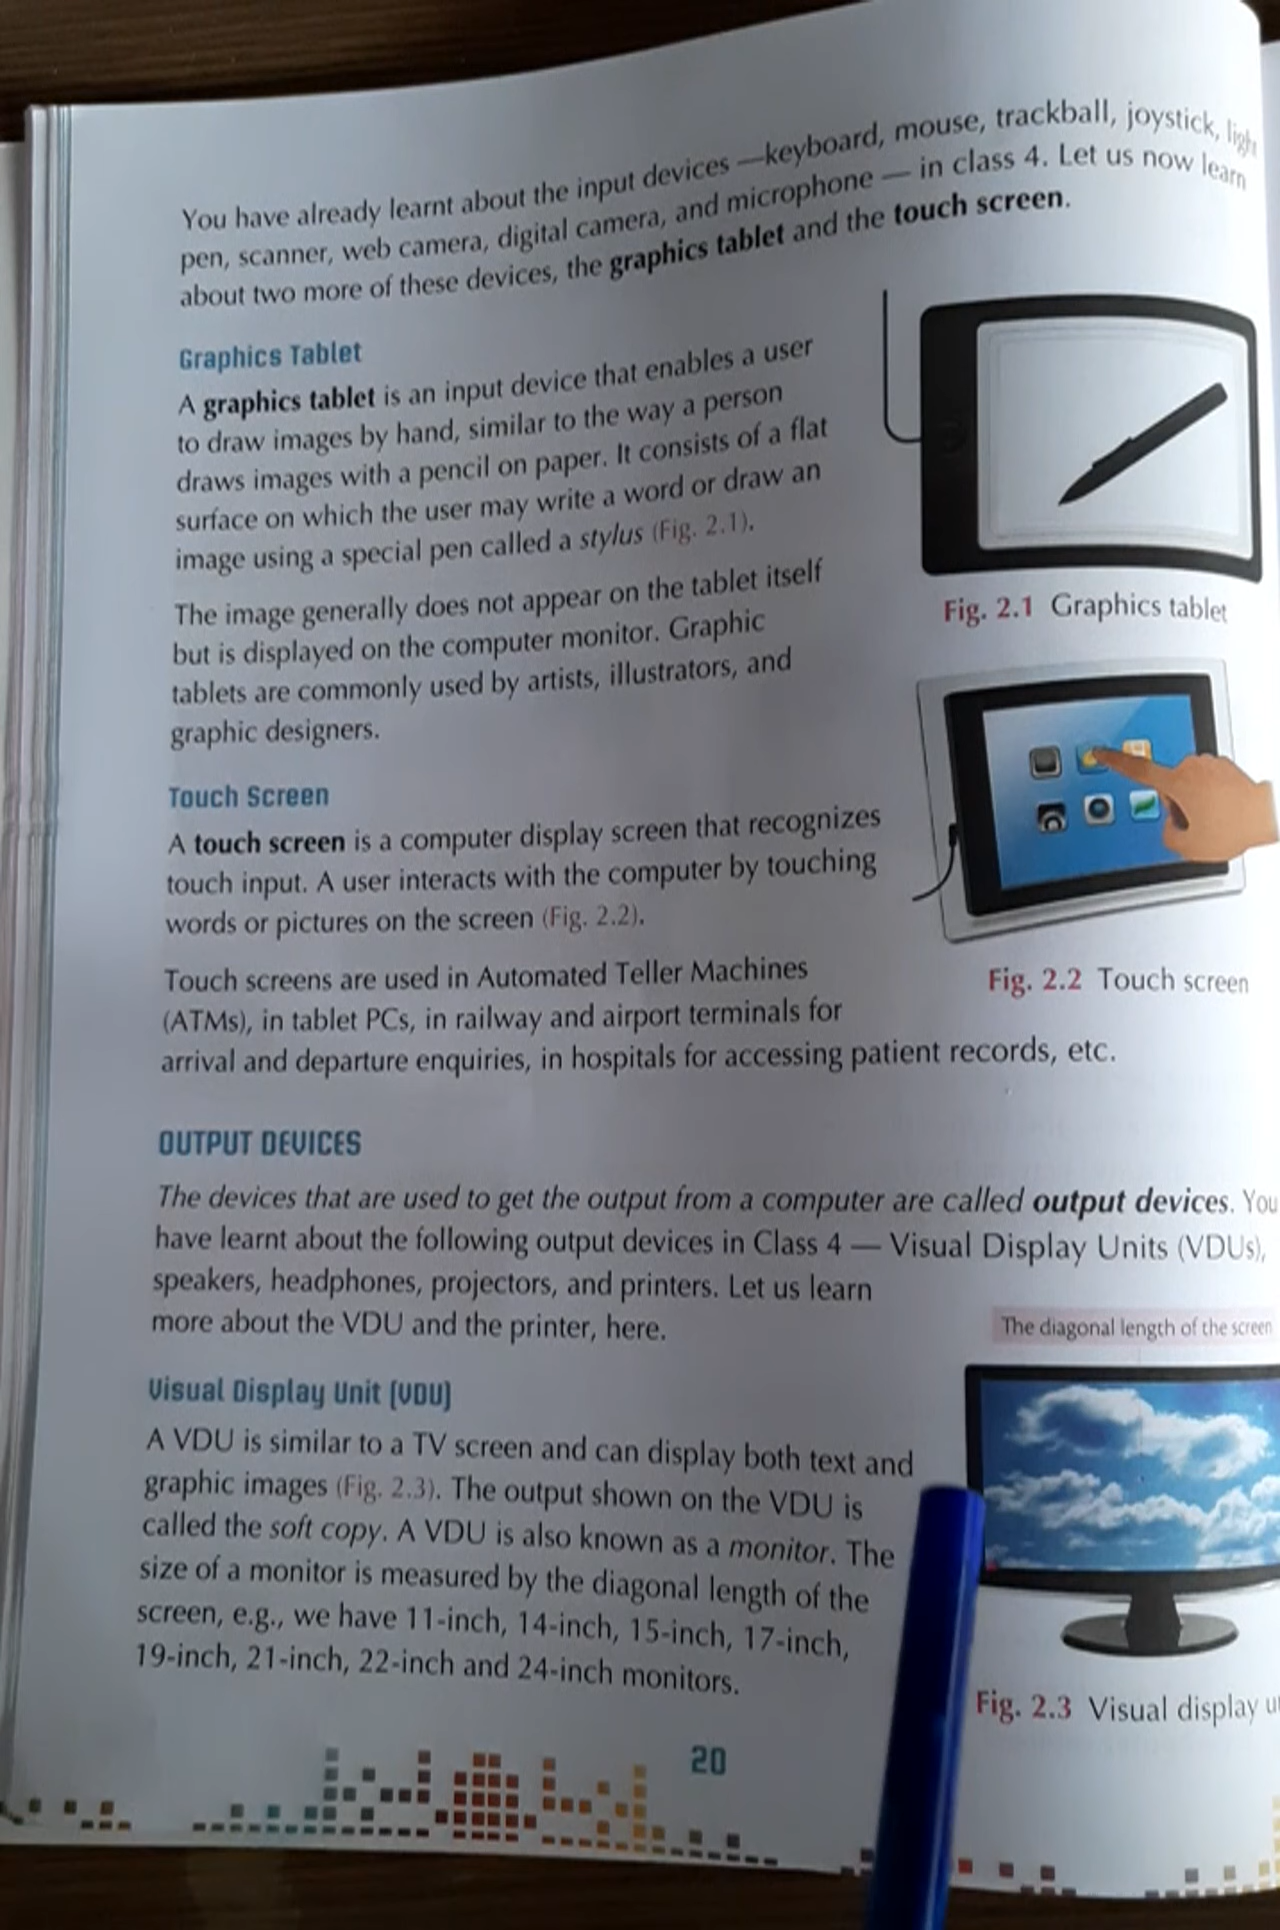 You have already learnt about the input devices —keyboard, mouse, trackball, joystick, light
pen, scanner, web camera, digital camera, and microphone — in class 4. Let us now learn
about two more of these devices, the graphics tablet and the touch screen.
Graphics Tablet
A graphics tablet is an input device that enables a user
to draw images by hand, similar to the way a person
draws images with a pencil on paper. It consists of a flat
surface on which the user may write a word or draw an
image using a special pen called a stylus (Fig. 2.1).
The image generally does not appear on the tablet itself
but is displayed on the computer monitor. Graphic
tablets are commonly used by artists, illustrators, and
graphic designers.
Fig. 2.1 Graphics tablet
Touch Screen
A touch screen is a computer display screen that recognizes
touch input. A user interacts with the computer by touching
words or pictures on the screen (Fig. 2.2).
Touch screens are used in Automated Teller Machines
(ATMs), in tablet PCs, in railway and airport terminals for
arrival and departure enquiries, in hospitals for accessing patient records, etc.
Fig. 2.2 Touch screen
OUTPUT DEVICES
The devices that are used to get the output from a computer are called output devices. You
have learnt about the following output devices in Class 4 — Visual Display Units (VDUs),
speakers, headphones, projectors, and printers. Let us learn
more about the VDU and the printer, here.
Visual Display Unit (VDU)
A VDU is similar to a TV screen and can display both text and
graphic images (Fig. 2.3). The output shown on the VDU is
called the soft copy. A VDU is also known as a monitor. The
size of a monitor is measured by the diagonal length of the
screen, e.g., we have 11-inch, 14-inch, 15-inch, 17-inch,
19-inch, 21-inch, 22-inch and 24-inch monitors.
The diagonal length of the screen
Fig. 2.3 Visual display
20